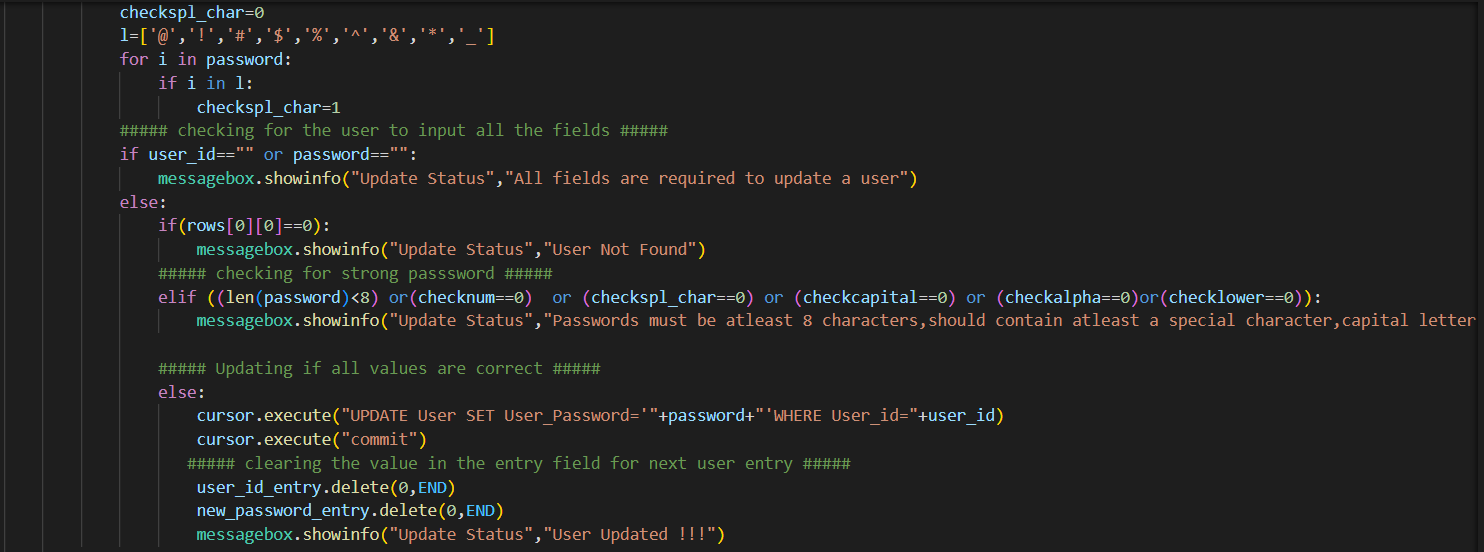 checkspl_char=0
l=['@','!','#','$','%','^','&','*','_']
for i in password:
if i in l:
checkspl_char=1
##### checking for the user to input all the fields #####
if user_id=="" or password=="":
messagebox.showinfo("Update Status","All fields are required to update a user")
else:
if(rows[0][0]==0):
messagebox.showinfo("Update Status","User Not Found")
##### checking for strong passsword #####
elif ((len(password)<8) or(checknum==0)  or (checkspl_char==0) or (checkcapital==0) or (checkalpha==0)or(checklower==0)):
messagebox.showinfo("Update Status","Passwords must be atleast 8 characters,should contain atleast a special character,capital letter
##### Updating if all values are correct #####
else:
cursor.execute("UPDATE User SET User_Password='"+password+"'WHERE User_id="+user_id)
cursor.execute("commit")
##### clearing the value in the entry field for next user entry #####
user_id_entry.delete(0,END)
new_password_entry.delete(0,END)
messagebox.showinfo("Update Status","User Updated !!!")